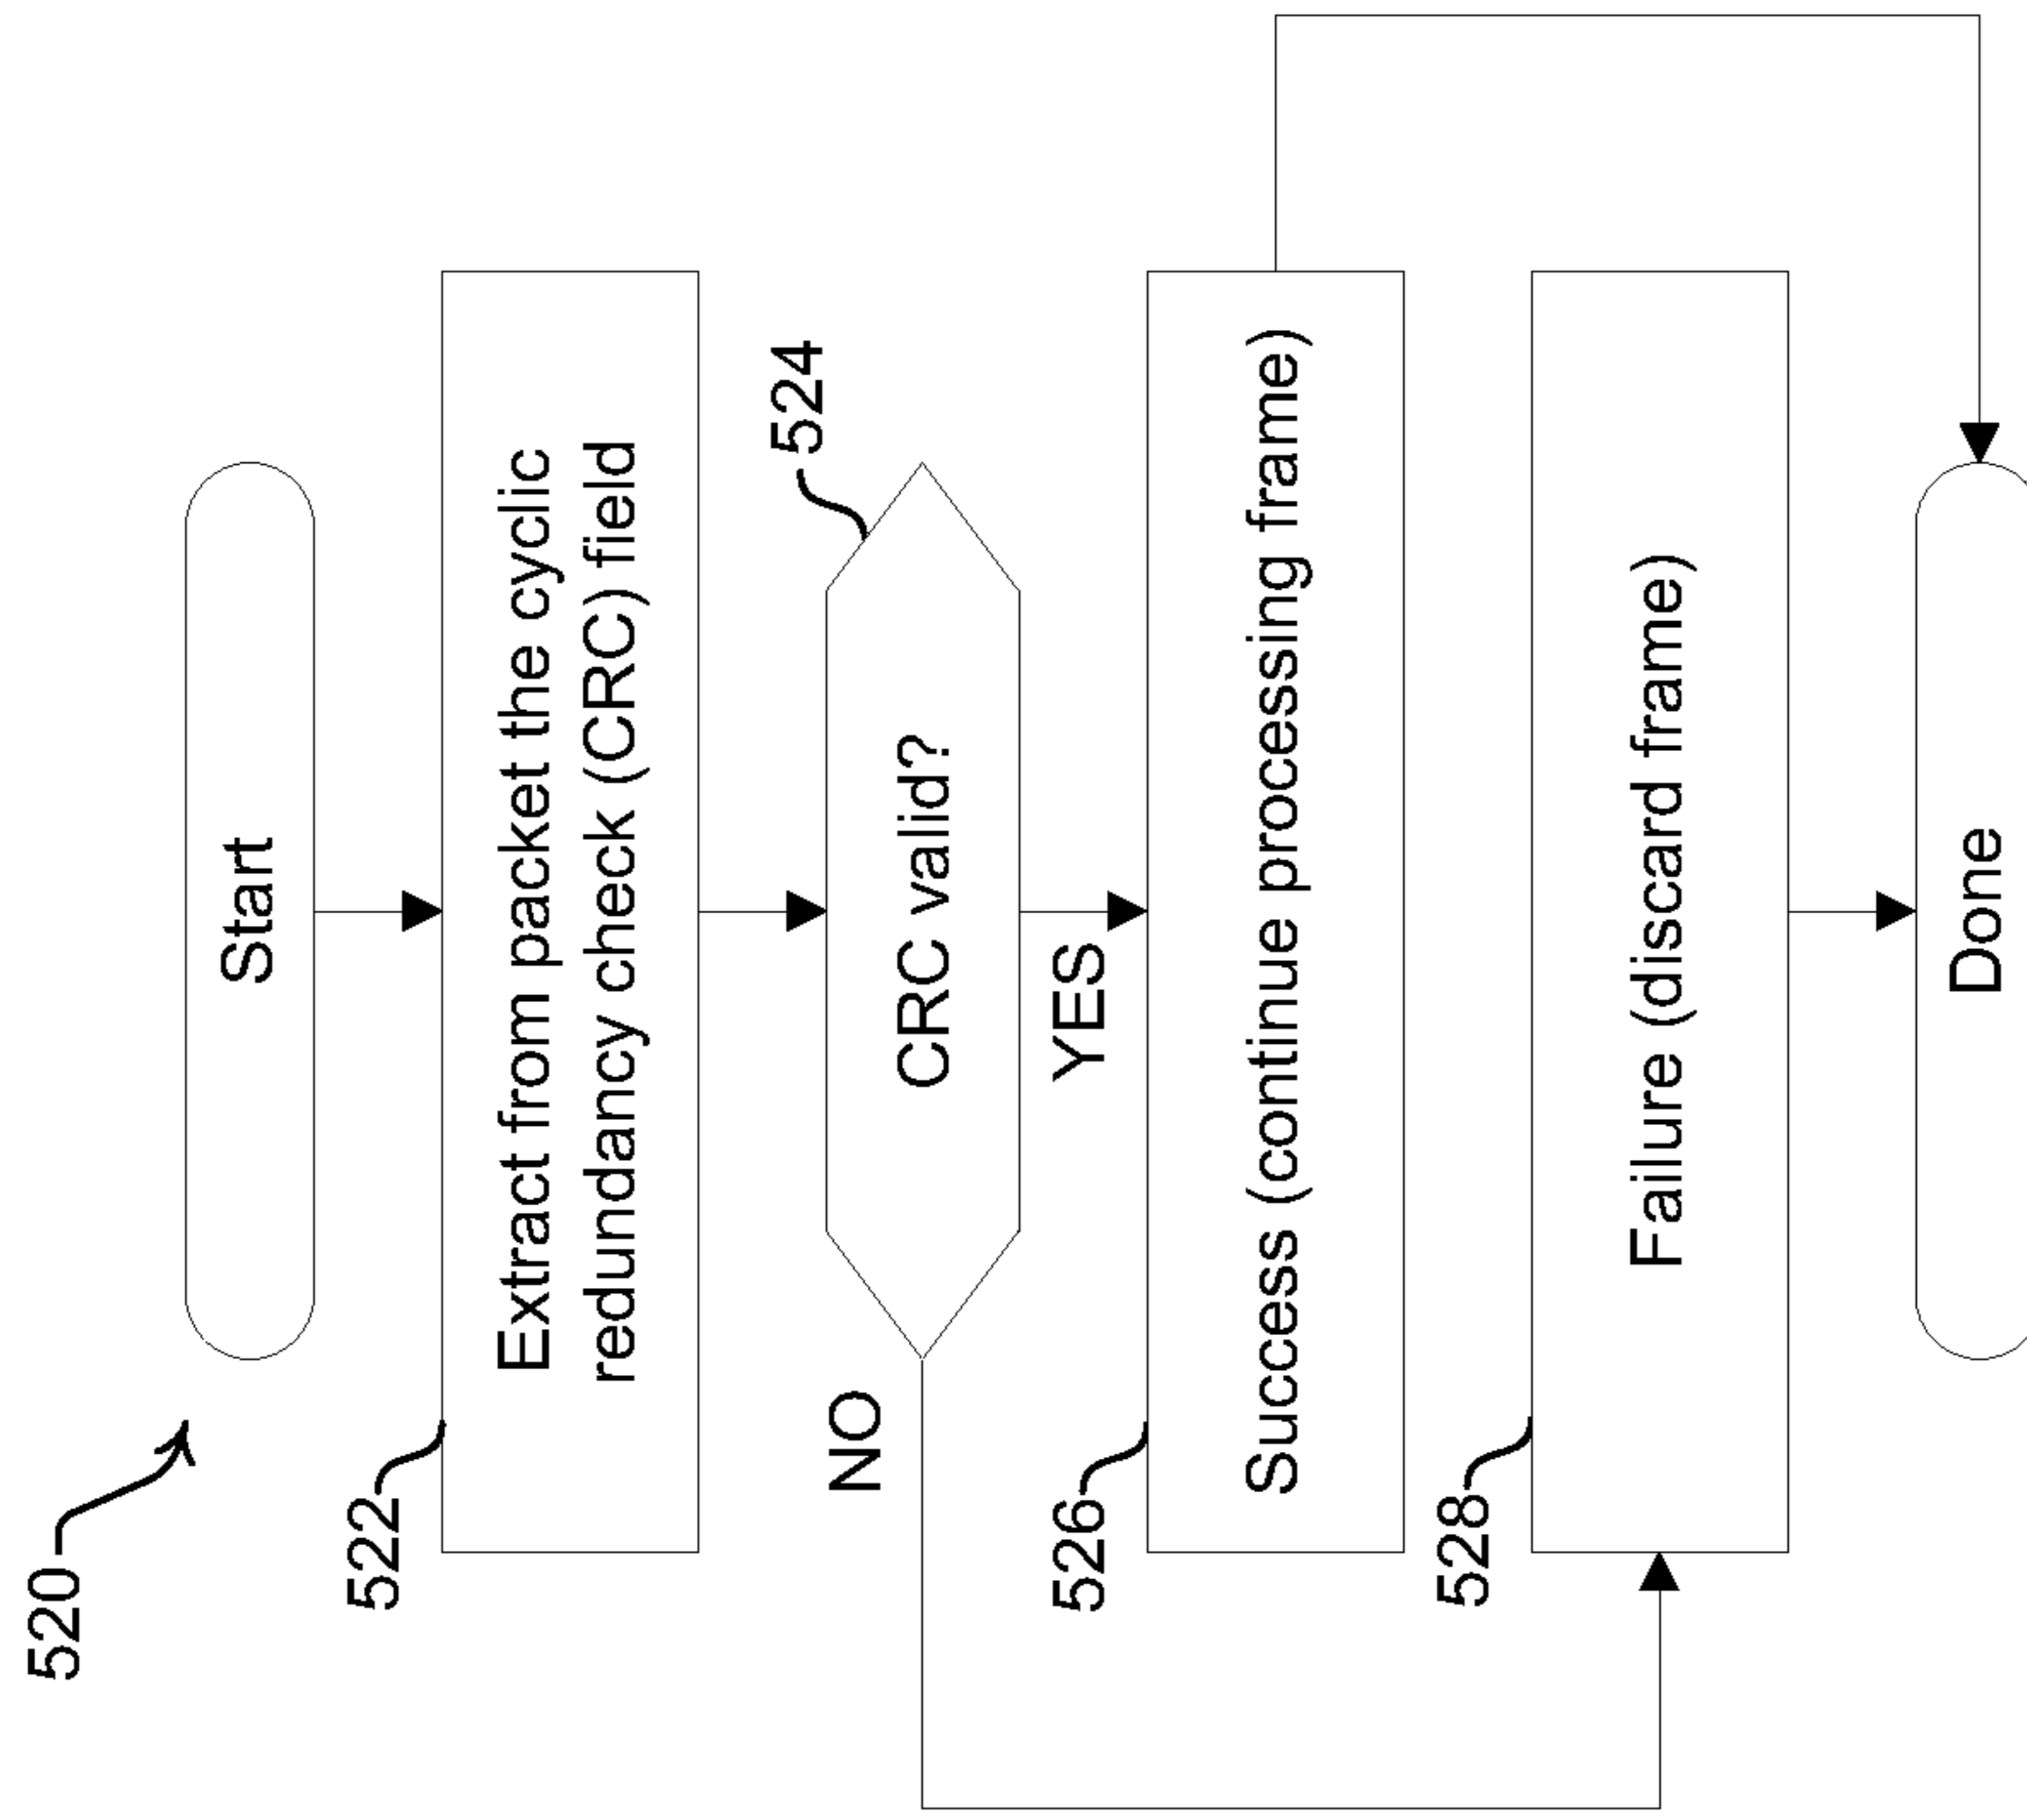 520
Start
522
Extract from packet the cyclic
redundancy check (CRC) field
524
CRC valid?
NO
YES
526
Success (continue processing frame)
528
Failure (discard frame)
Done